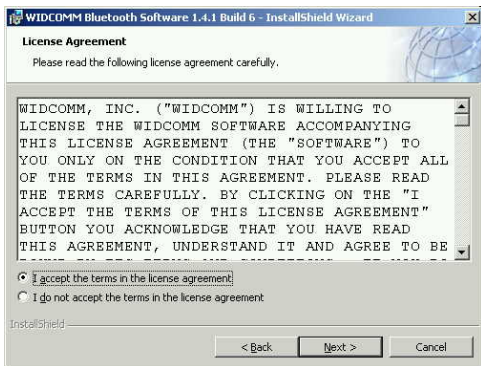 WIDCOMM Bluetooth Software 1.4.1 Build 6 - InstallShield Wizard
License Agreement
Please read the following license agreement carefully.
WIDCOMM, INC. ("WIDCOMM") IS WILLING TO
LICENSE THE WIDCOMM SOFTWARE ACCOMPANYING
THIS LICENSE AGREEMENT (THE "SOFTWARE") TO
YOU ONLY ON THE CONDITION THAT YOU ACCEPT ALL
OF THE TERMS IN THIS AGREEMENT. PLEASE READ
THE TERMS CAREFULLY. BY CLICKING ON THE "I
ACCEPT THE TERMS OF THIS LICENSE AGREEMENT"
BUTTON YOU ACKNOWLEDGE THAT YOU HAVE READ
THIS AGREEMENT, UNDERSTAND IT AND AGREE TO BE
I accept the terms in the license agreement
I do not accept the terms in the license agreement
InstallShield
< Back
Next >
Cancel